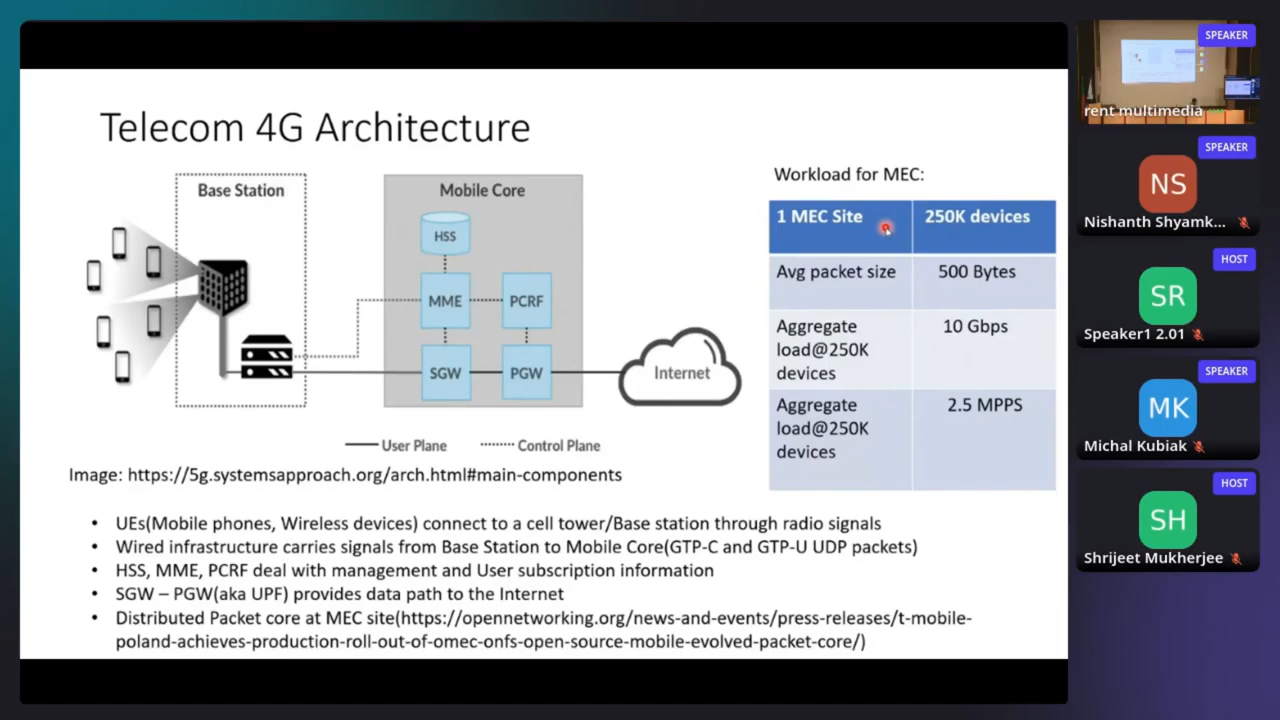 Telecom 4G Architecture
Base Station
Mobile Core
HSS
MME
PCRF
SGW
PGW
Internet
User Plane
Control Plane
Image: https://5g.systemsapproach.org/arch.html#main-components
Workload for MEC:
1 MEC Site
250K devices
Avg packet size
500 Bytes
Aggregate
load@250K
devices
10 Gbps
Aggregate
load@250K
devices
2.5 MPPS
• UEs(Mobile phones, Wireless devices) connect to a cell tower/Base station through radio signals
• Wired infrastructure carries signals from Base Station to Mobile Core(GTP-C and GTP-U UDP packets)
• HSS, MME, PCRF deal with management and User subscription information
• SGW – PGW(aka UPF) provides data path to the Internet
• Distributed Packet core at MEC site(https://opennetworking.org/news-and-events/press-releases/t-mobile-
poland-achieves-production-roll-out-of-omec-onfs-open-source-mobile-evolved-packet-core/)
SPEAKER
rent multimedia
SPEAKER
NS
Nishanth Shyamk...
HOST
SR
Speaker1 2.01
SPEAKER
MK
Michal Kubiak
HOST
SH
Shrijeet Mukherjee